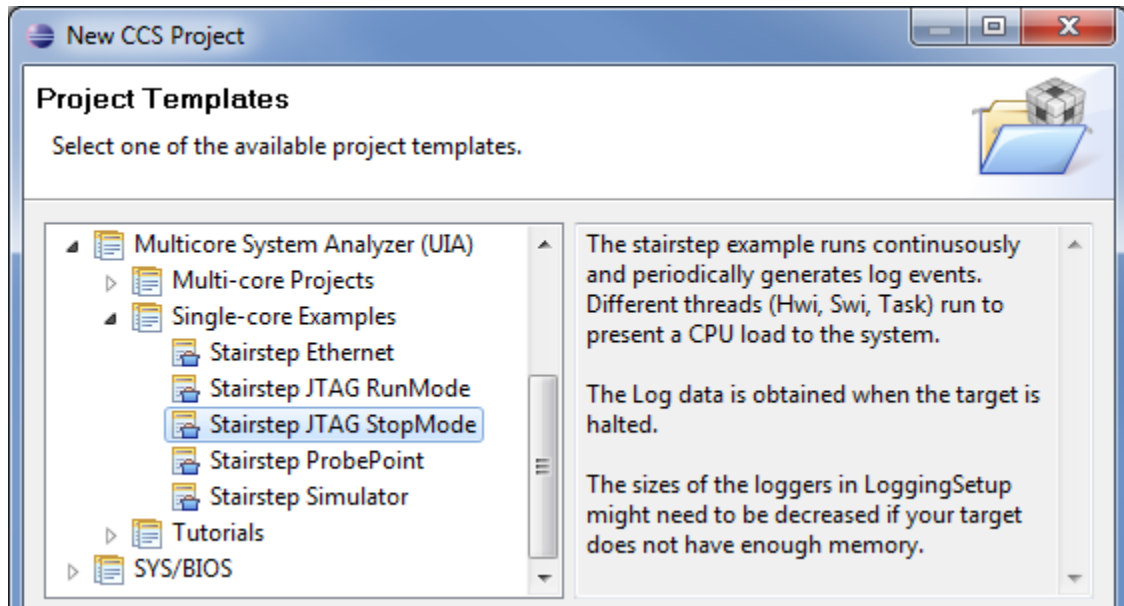 New CCS Project
Project Templates
Select one of the available project templates.
Multicore System Analyzer (UIA)
Multi-core Projects
Single-core Examples
Stairstep Ethernet
Stairstep JTAG RunMode
Stairstep JTAG StopMode
Stairstep ProbePoint
Stairstep Simulator
Tutorials
SYS/BIOS
The stairstep example runs continusously
and periodically generates log events.
Different threads (Hwi, Swi, Task) run to
present a CPU load to the system.
The Log data is obtained when the target is
halted.
The sizes of the loggers in LoggingSetup
might need to be decreased if your target
does not have enough memory.